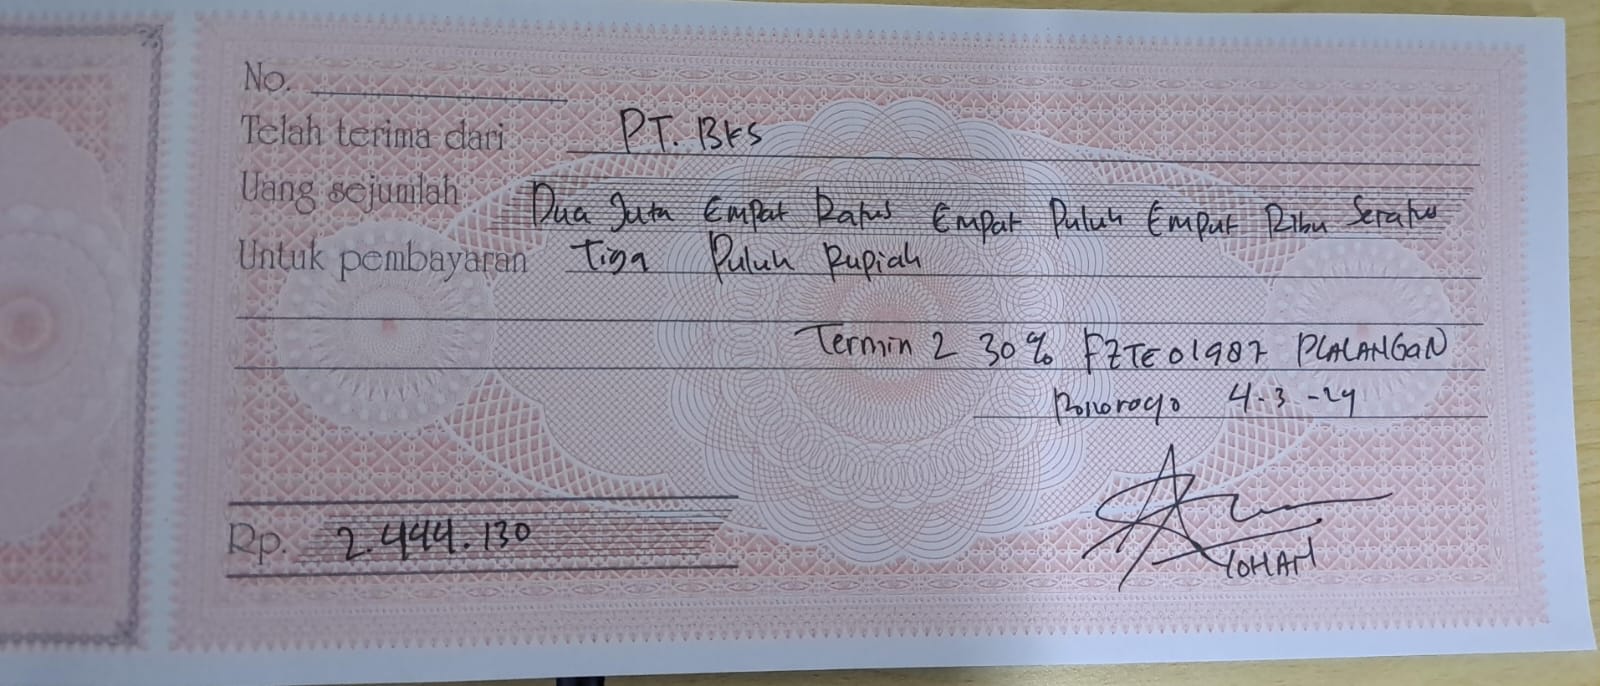 No.
Telah terima dari PT. BKS
Uang sejumlah Dua Juta Empat Ratus Empat Puluh Empat Ribu Seratus
Untuk pembayaran Tiga Puluh Rupiah
Termin 2 30% FZTE01987 PLALANGAN
Ponorogo 4-3-24
Rp. 2.444.130
YOHAN